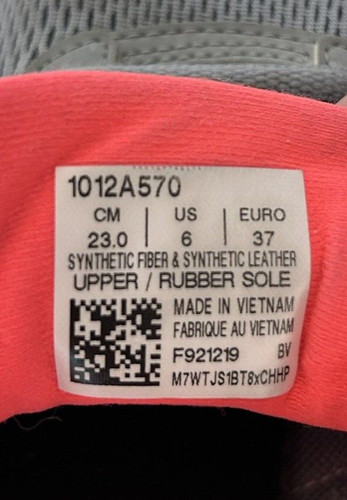 1012A570
CM | US | EURO
23.0 | 6 | 37
SYNTHETIC FIBER & SYNTHETIC LEATHER
UPPER / RUBBER SOLE
MADE IN VIETNAM
FABRIQUE AU VIETNAM
F921219 BV
M7WTJS1BT8xCHHP